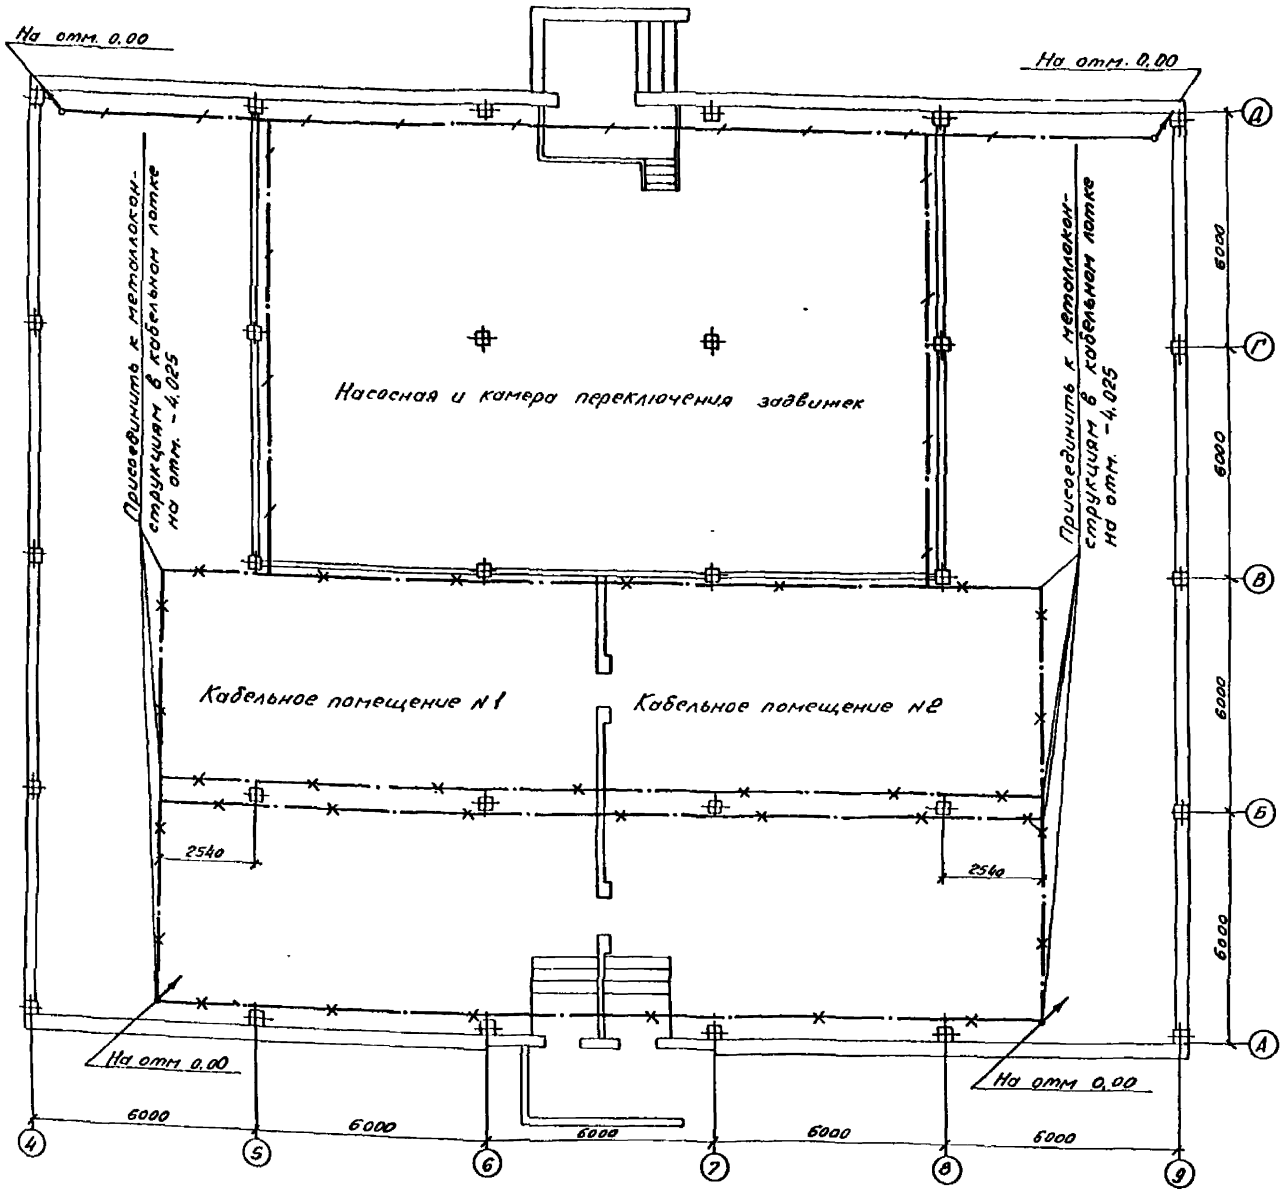 На отм. 0.00
На отм. 0.00
Д
Присоединить к металлокон-
струкциям в кабельном лотке
на отм. -4.025
Присоединить к металлокон-
струкциям в кабельном лотке
на отм. -4.025
6000
Г
Насосная и камера переключения задвижек
6000
В
Кабельное помещение №1
Кабельное помещение №2
6000
Б
2540
2540
6000
А
На отм 0.00
На отм 0.00
6000
6000
6000
6000
6000
4
5
6
7
8
9